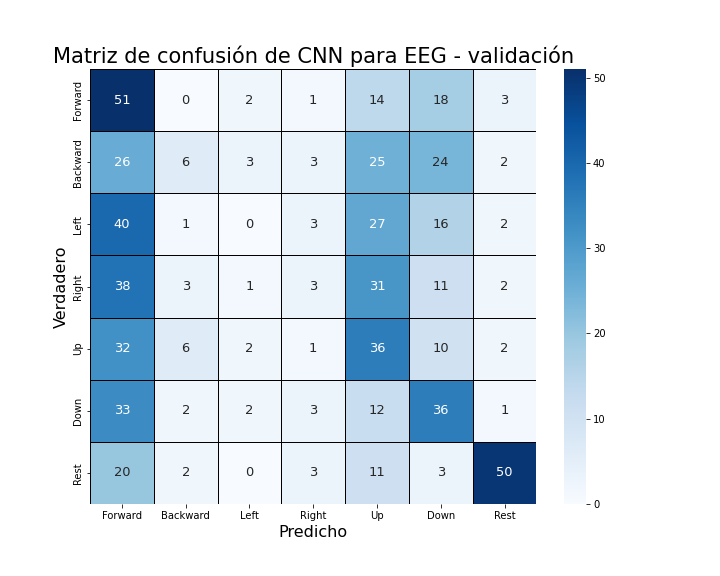 Matriz de confusión de CNN para EEG - validación
Verdadero
Forward 51 0 2 1 14 18 3
Backward 26 6 3 3 25 24 2
Left 40 1 0 3 27 16 2
Right 38 3 1 3 31 11 2
Up 32 6 2 1 36 10 2
Down 33 2 2 3 12 36 1
Rest 20 2 0 3 11 3 50
Forward Backward Left Right Up Down Rest
Predicho
50
40
30
20
10
0